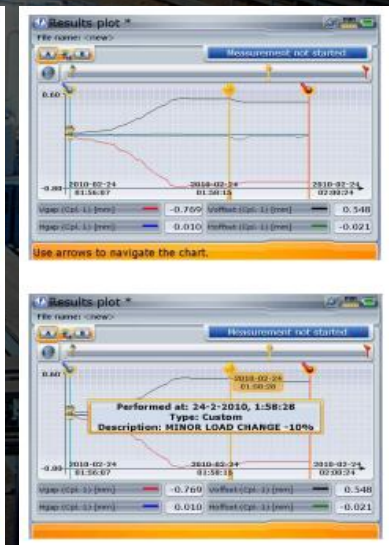 Results plot *
File name: <new>
Measurement not started
0.60
-0.80
2010-02-24 2010-02-24 2010-02-24
01:56:07 01:58:15 02:00:24
Vgap (Cpl. 1) [mm] -0.769 Voffset (Cpl. 1) [mm] 0.548
Hgap (Cpl. 1) [mm] 0.010 Hoffset (Cpl. 1) [mm] -0.021
Use arrows to navigate the chart.
Results plot *
File name: <new>
Measurement not started
0.60
2010-02-24
01:58:28
Performed at: 24-2-2010, 1:58:28
Type: Custom
Description: MINOR LOAD CHANGE -10%
-0.80
2010-02-24 2010-02-24 2010-02-24
01:56:07 01:58:15 02:00:24
Vgap (Cpl. 1) [mm] -0.769 Voffset (Cpl. 1) [mm] 0.548
Hgap (Cpl. 1) [mm] 0.010 Hoffset (Cpl. 1) [mm] -0.021